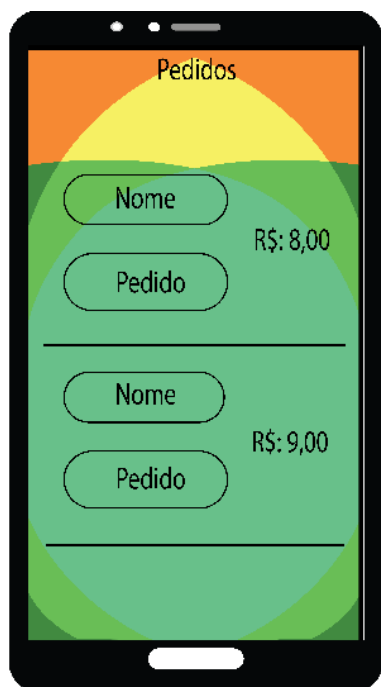 Pedidos
Nome
R$: 8,00
Pedido
Nome
R$: 9,00
Pedido